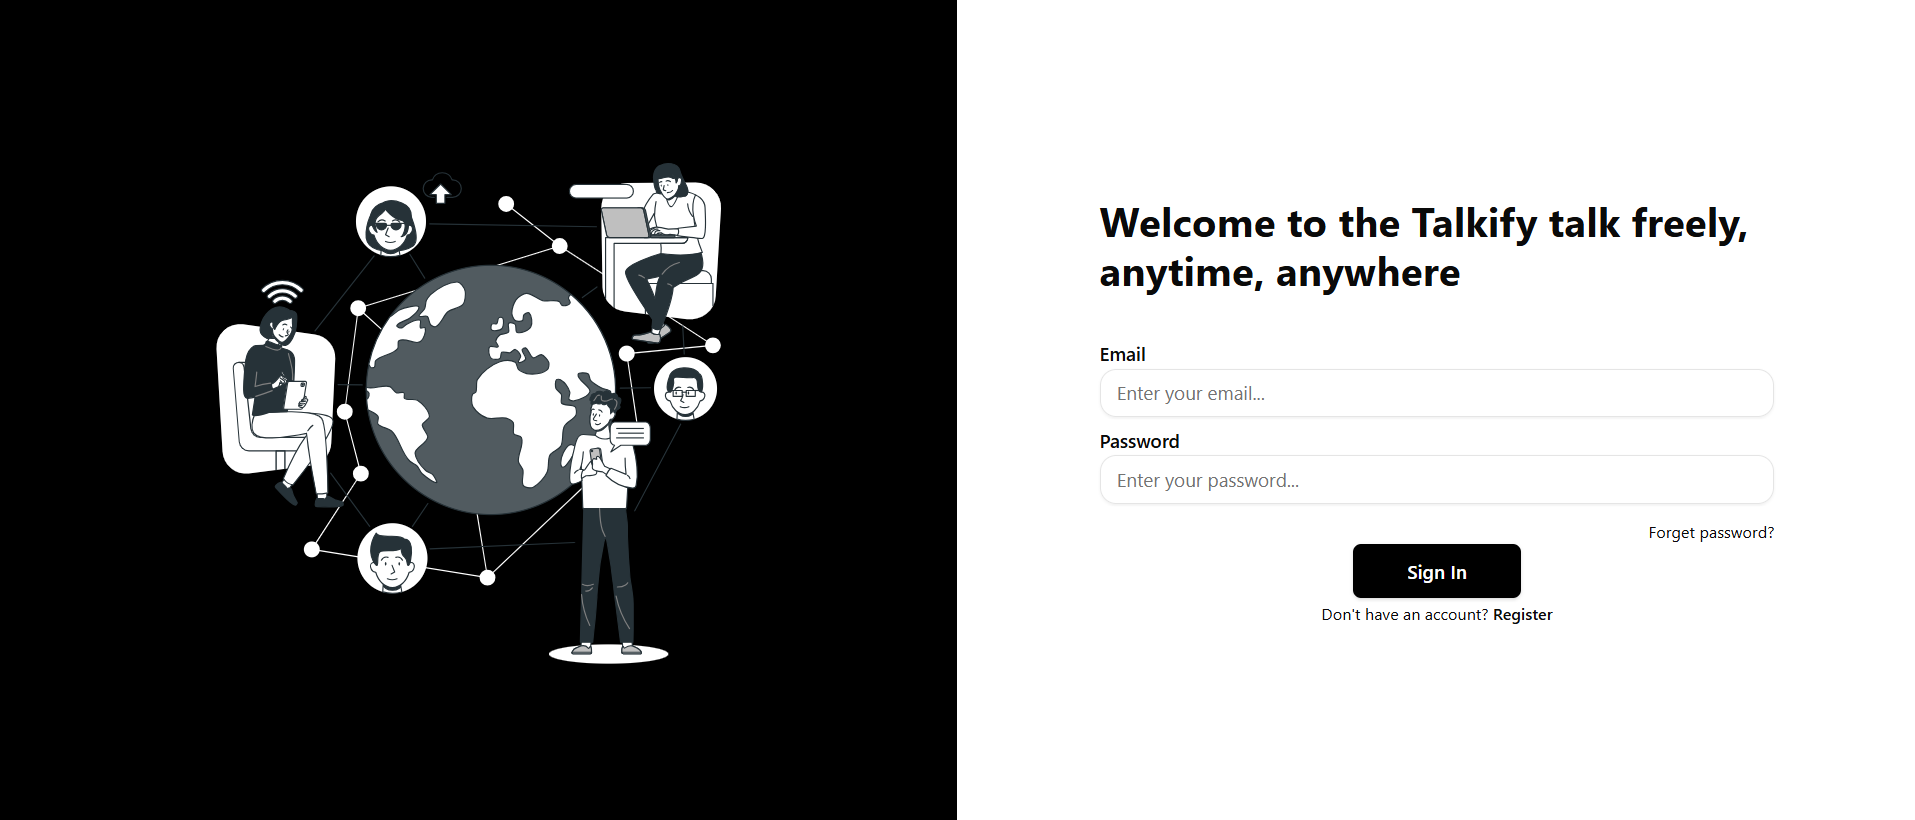 Welcome to the Talkify talk freely,
anytime, anywhere
Email
Enter your email...
Password
Enter your password...
Forget password?
Sign In
Don't have an account? Register